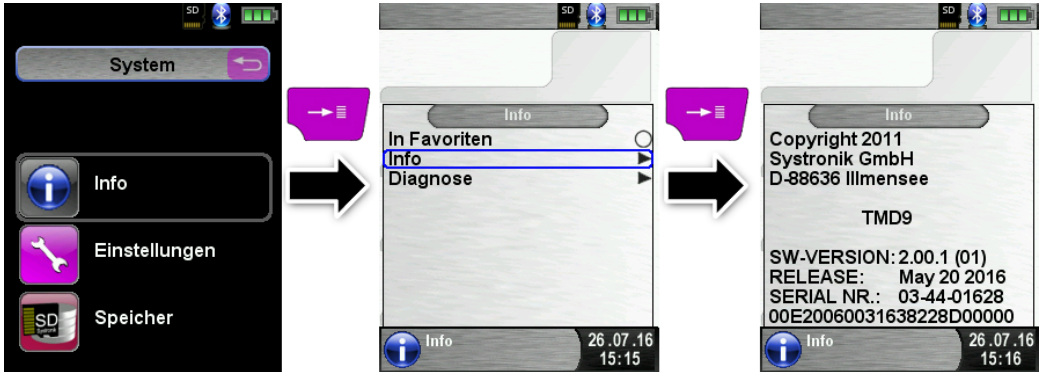 SD
System
Info
Einstellungen
SD
Speicher
SD
Info
In Favoriten
Info
Diagnose
Info
26.07.16
15:15
SD
Info
Copyright 2011
Systronik GmbH
D-88636 Illmensee
TMD9
SW-VERSION: 2.00.1 (01)
RELEASE: May 20 2016
SERIAL NR.: 03-44-01628
00E20060031638228D00000
Info
26.07.16
15:16